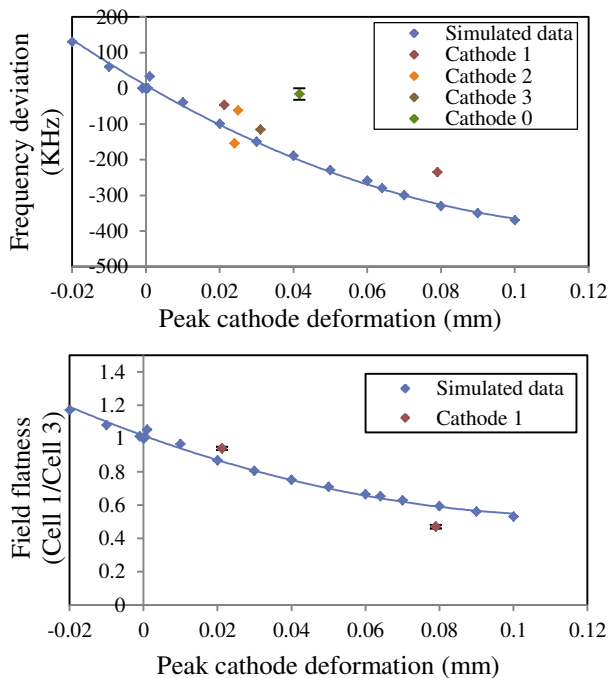 200
100
0
-100
-200
-300
-400
-500
Frequency deviation
(KHz)
Simulated data
Cathode 1
Cathode 2
Cathode 3
Cathode 0
-0.02 0 0.02 0.04 0.06 0.08 0.1 0.12
Peak cathode deformation (mm)
1.4
1.2
1
0.8
0.6
0.4
0.2
0
Field flatness
(Cell 1/Cell 3)
Simulated data
Cathode 1
-0.02 0 0.02 0.04 0.06 0.08 0.1 0.12
Peak cathode deformation (mm)